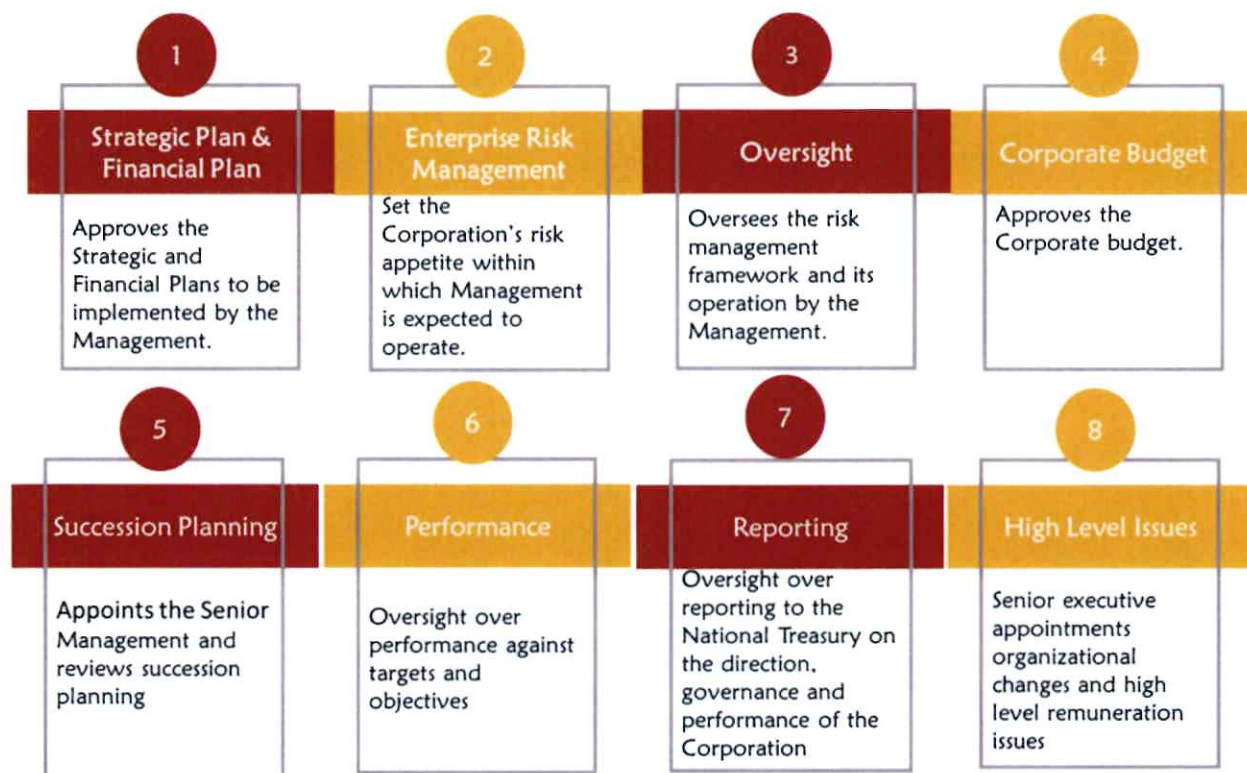 1
Strategic Plan &
Financial Plan
Approves the
Strategic and
Financial Plans to be
implemented by the
Management.
2
Enterprise Risk
Management
Set the
Corporation's risk
appetite within
which Management
is expected to
operate.
3
Oversight
Oversees the risk
management
framework and its
operation by the
Management.
4
Corporate Budget
Approves the
Corporate budget.
5
Succession Planning
Appoints the Senior
Management and
reviews succession
planning
6
Performance
Oversight over
performance against
targets and
objectives
7
Reporting
Oversight over
reporting to the
National Treasury on
the direction,
governance and
performance of the
Corporation
8
High Level Issues
Senior executive
appointments
organizational
changes and high
level remuneration
issues